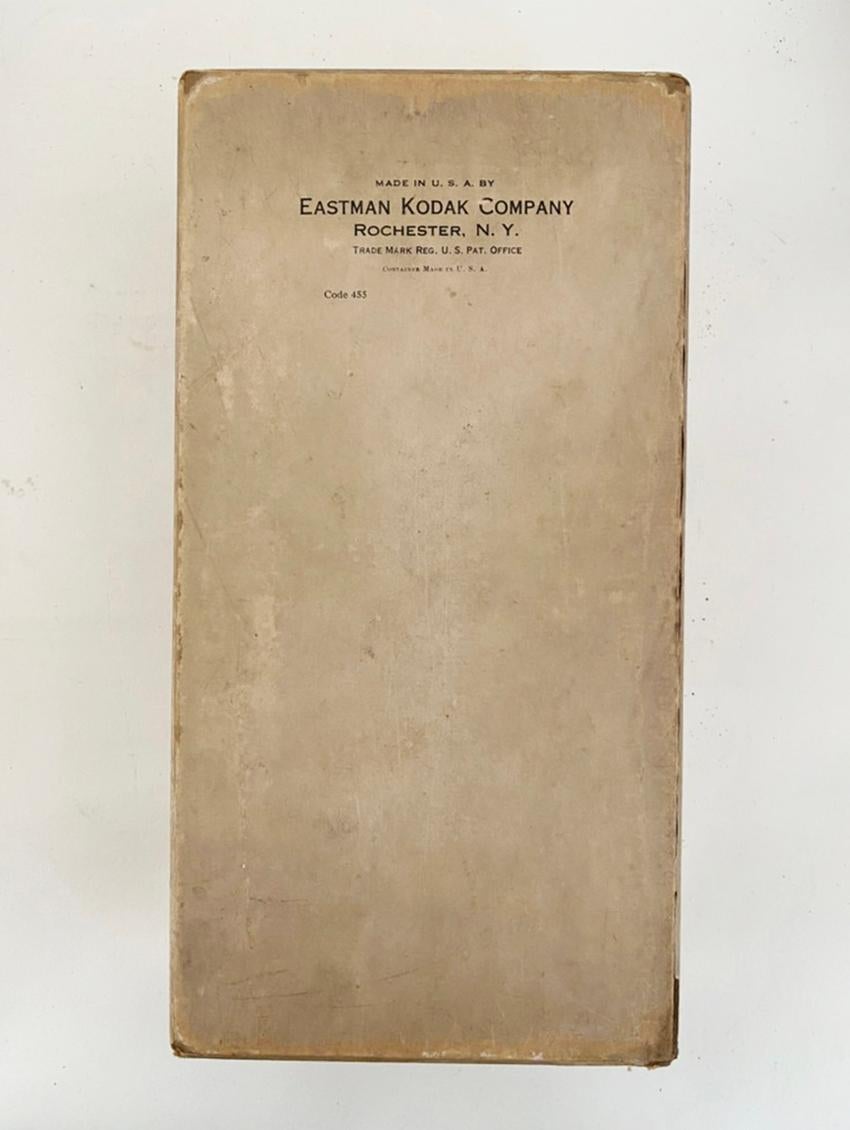 MADE IN U. S. A. BY
EASTMAN KODAK COMPANY
ROCHESTER, N. Y.
TRADE MARK REG. U. S. PAT. OFFICE
CONTAINER MADE IN U. S. A.
Code 455